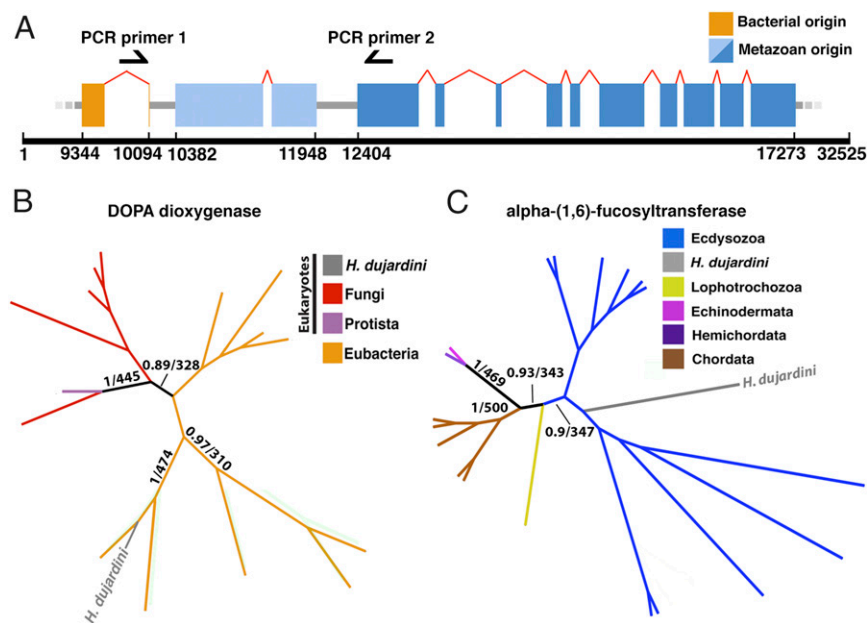 A
PCR primer 1
PCR primer 2
Bacterial origin
Metazoan origin
1
9344
10094
10382
11948
12404
17273
32525
B
DOPA dioxygenase
Eukaryotes
H. dujardini
Fungi
Protista
Eubacteria
0.89/328
1/445
0.97/310
1/474
H. dujardini
C
alpha-(1,6)-fucosyltransferase
Ecdysozoa
H. dujardini
Lophotrochozoa
Echinodermata
Hemichordata
Chordata
1/469
0.93/343
1/500
0.9/347
H. dujardini